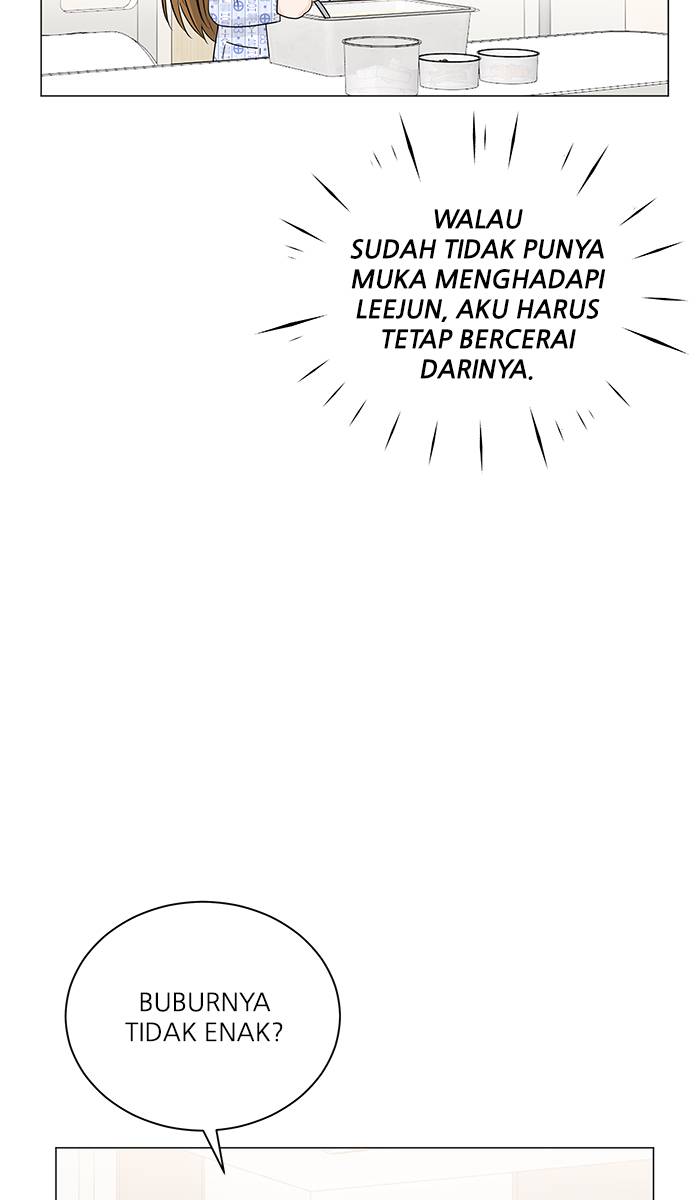 WALAU
SUDAH TIDAK PUNYA
MUKA MENGHADAPI
LEEJUN, AKU HARUS
TETAP BERCERAI
DARINYA.
BUBURNYA
TIDAK ENAK?